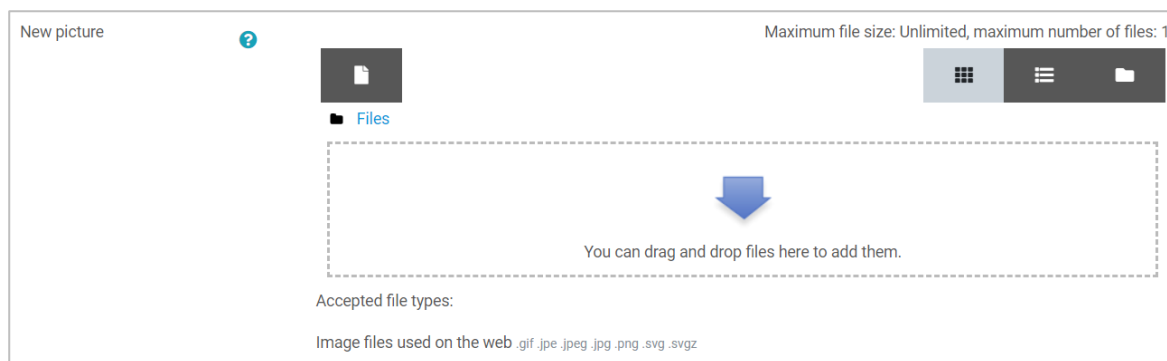 New picture
Maximum file size: Unlimited, maximum number of files: 1
Files
You can drag and drop files here to add them.
Accepted file types:
Image files used on the web .gif .jpe .jpeg .jpg .png .svg .svgz